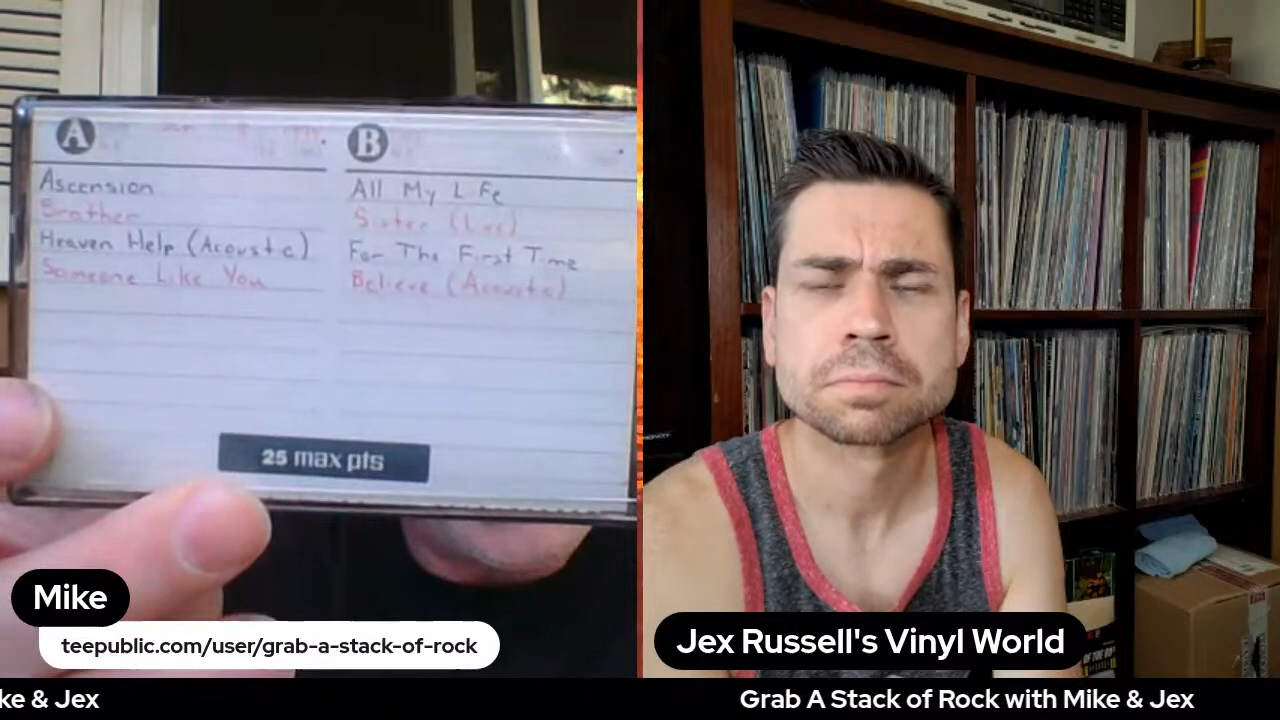 A
B
Ascension
Brother
Heaven Help (Acoustic)
Someone Like You
All My Life
Sister (Live)
For The First Time
Believe (Acoustic)
25 max pts
Mike
teepublic.com/user/grab-a-stack-of-rock
Jex Russell's Vinyl World
ke & Jex
Grab A Stack of Rock with Mike & Jex